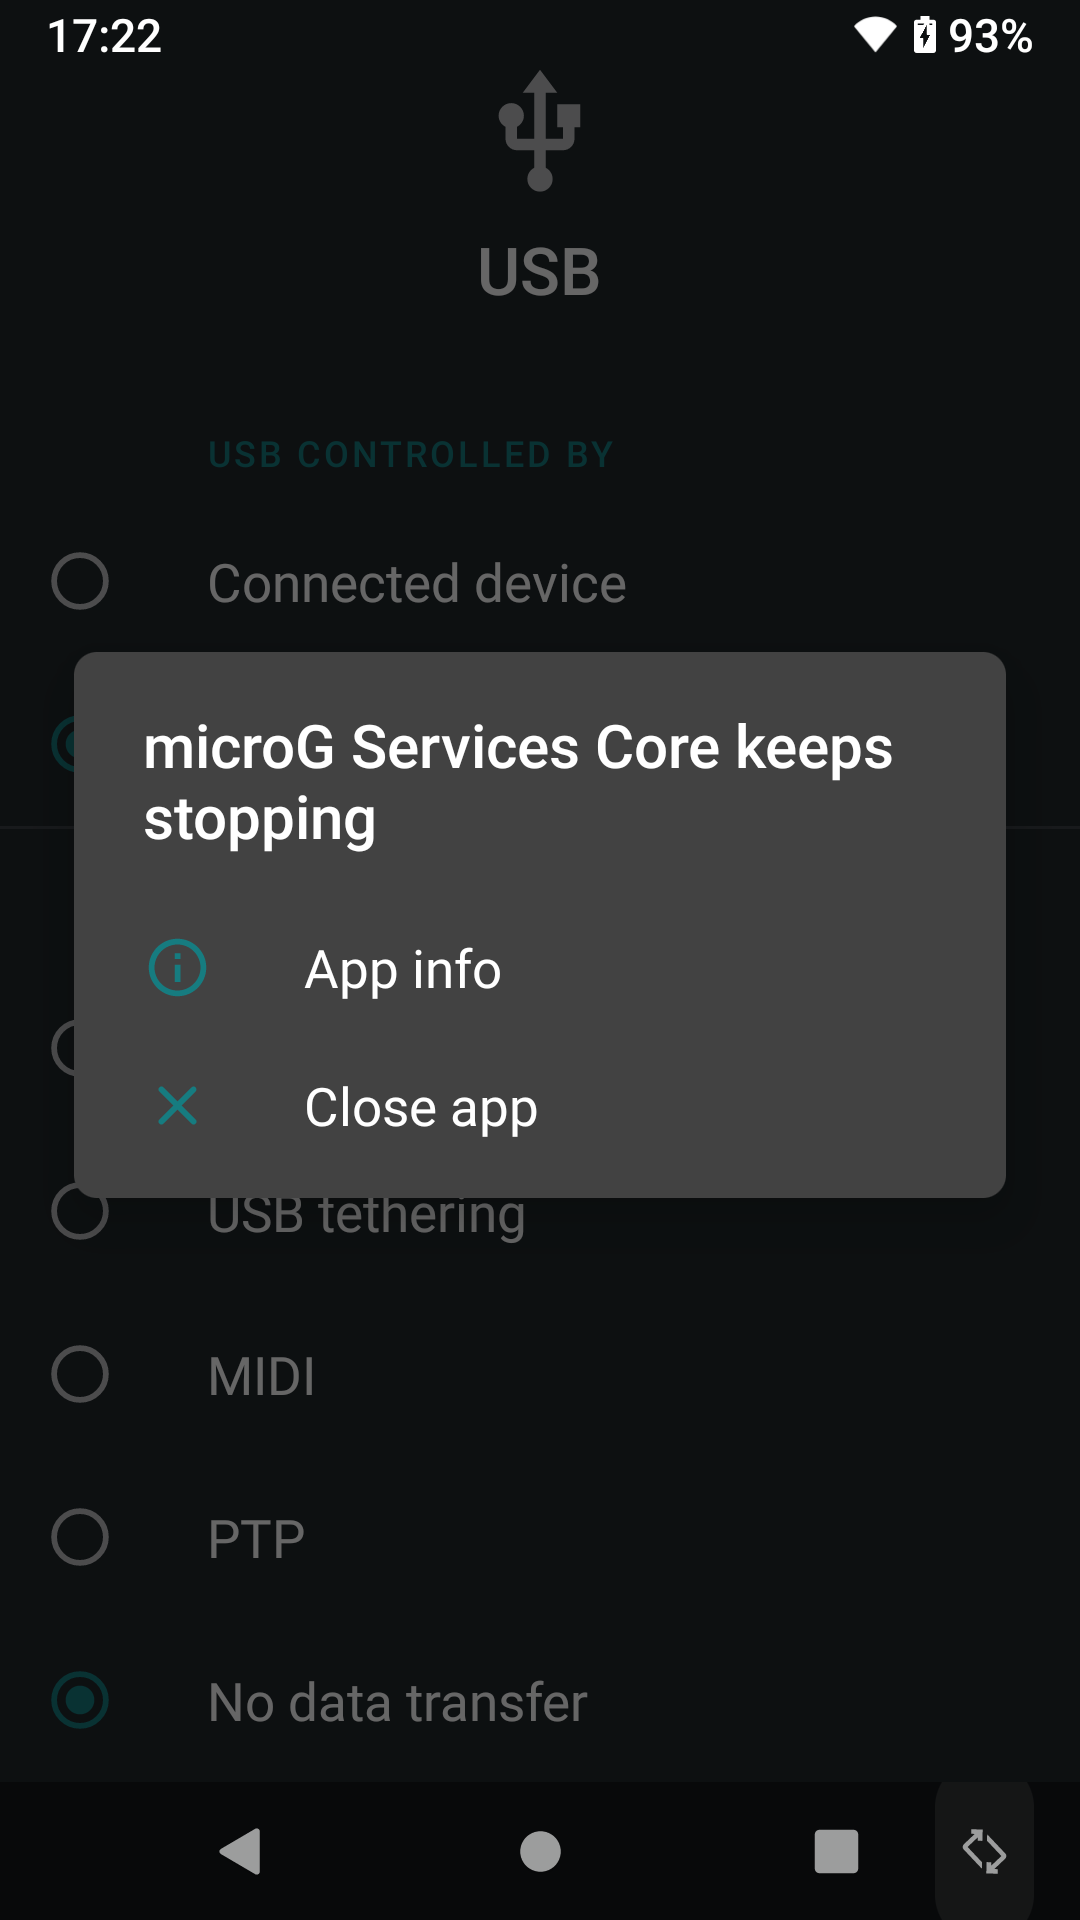 17:22
93%
USB
USB CONTROLLED BY
Connected device
microG Services Core keeps
stopping
App info
Close app
USB tethering
MIDI
PTP
No data transfer